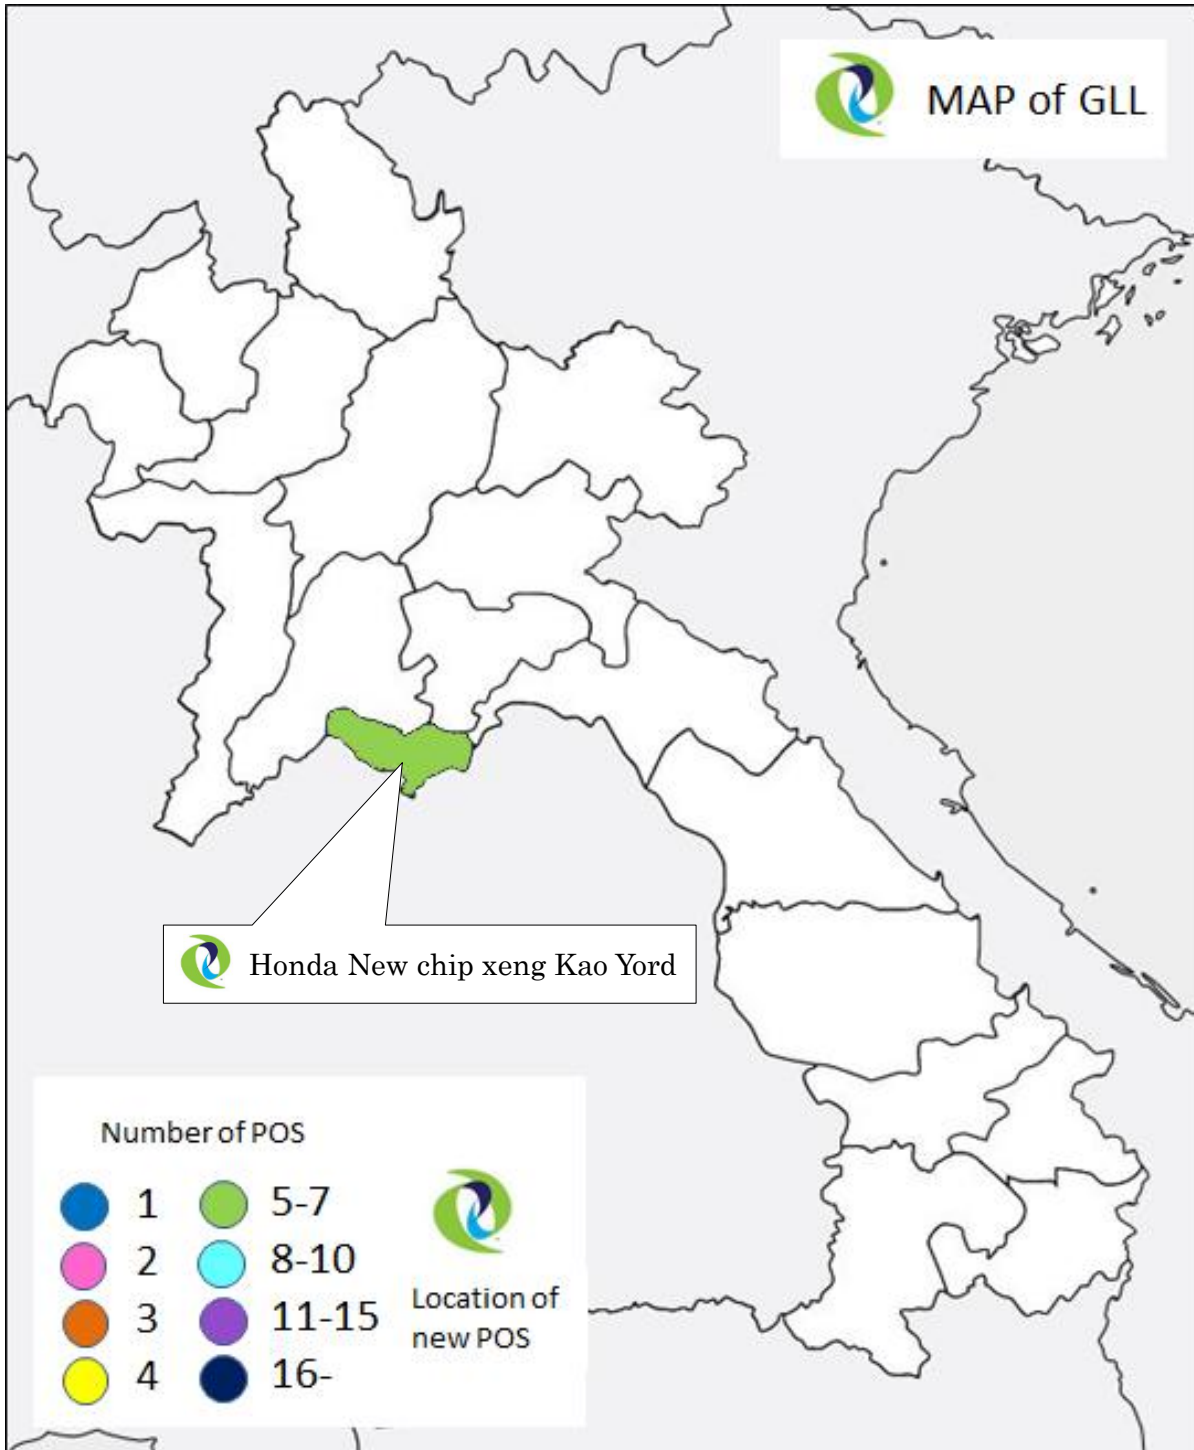 MAP of GLL
Honda New chip xeng Kao Yord
Number of POS
1
5-7
2
8-10
3
11-15
4
16-
Location of
new POS